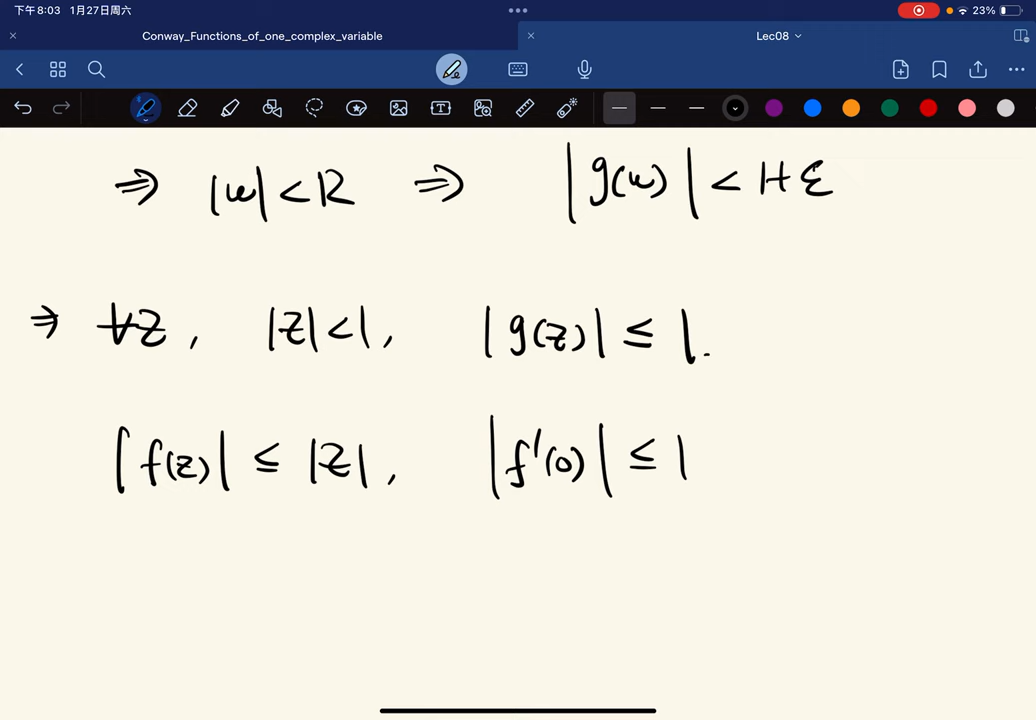 下午8:03 1月27日周六 23%
Conway_Functions_of_one_complex_variable Lec08
⇒ |w| < R ⇒ |g(w)| < 1+ε
⇒ ∀z, |z| < 1, |g(z)| ≤ 1.
|f(z)| ≤ |z|, |f'(0)| ≤ 1